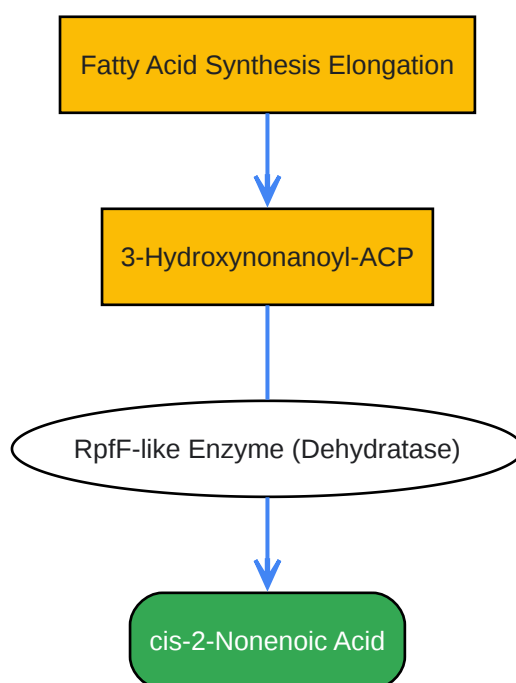 Fatty Acid Synthesis Elongation
3-Hydroxynonanoyl-ACP
RpfF-like Enzyme (Dehydratase)
cis-2-Nonenoic Acid